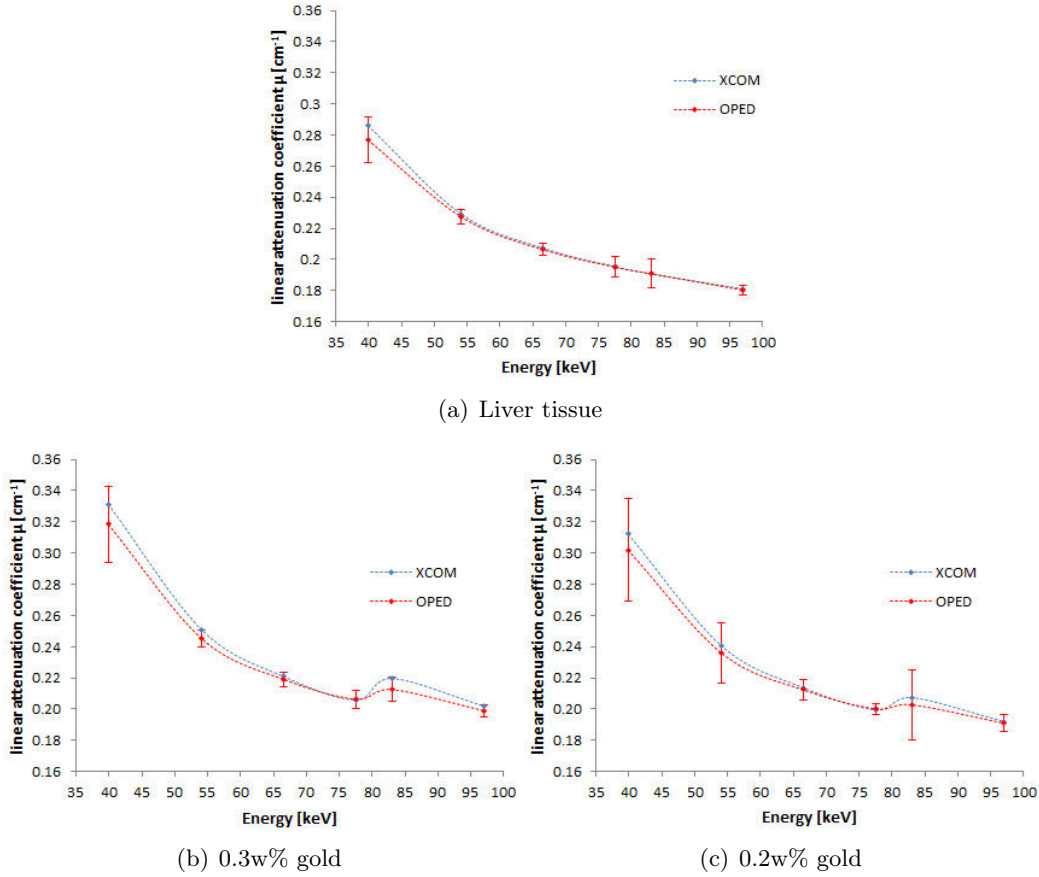 0.36
0.34
0.32
0.3
0.28
0.26
0.24
0.22
0.2
0.18
0.16
linear attenuation coefficient μ [cm-1]
XCOM
OPED
35 40 45 50 55 60 65 70 75 80 85 90 95 100
Energy [keV]
(a) Liver tissue
0.36
0.34
0.32
0.30
0.28
0.26
0.24
0.22
0.20
0.18
0.16
linear attenuation coefficient μ [cm-1]
XCOM
OPED
35 40 45 50 55 60 65 70 75 80 85 90 95 100
Energy [keV]
(b) 0.3w% gold
0.36
0.34
0.32
0.30
0.28
0.26
0.24
0.22
0.20
0.18
0.16
linear attenuation coefficient μ [cm-1]
XCOM
OPED
35 40 45 50 55 60 65 70 75 80 85 90 95 100
Energy [keV]
(c) 0.2w% gold